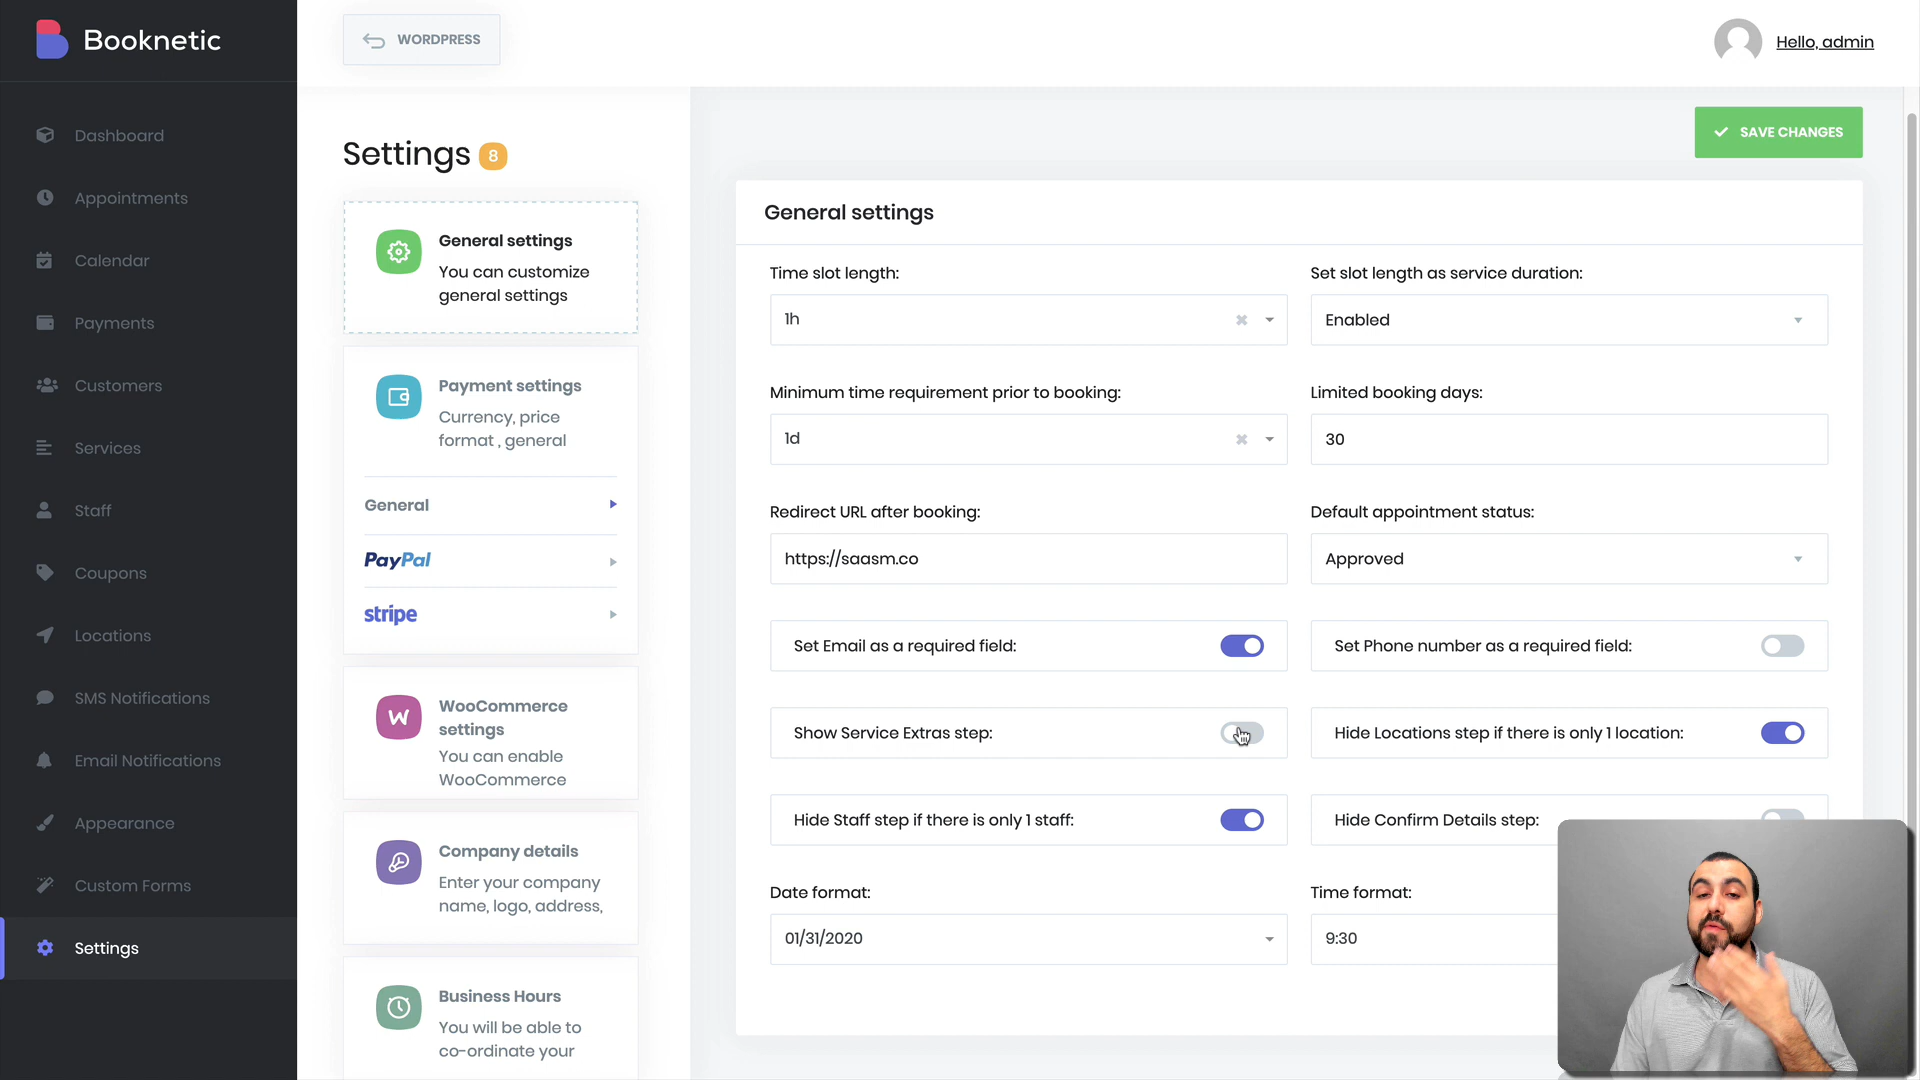 Booknetic
WORDPRESS
Hello, admin
Dashboard
Appointments
Calendar
Payments
Customers
Services
Staff
Coupons
Locations
SMS Notifications
Email Notifications
Appearance
Custom Forms
Settings
Settings 8
General settings
You can customize
general settings
Payment settings
Currency, price
format , general
General
PayPal
stripe
WooCommerce
settings
You can enable
WooCommerce
Company details
Enter your company
name, logo, address,
Business Hours
You will be able to
co-ordinate your
SAVE CHANGES
General settings
Time slot length:
1h
Set slot length as service duration:
Enabled
Minimum time requirement prior to booking:
1d
Limited booking days:
30
Redirect URL after booking:
https://saasm.co
Default appointment status:
Approved
Set Email as a required field:
Set Phone number as a required field:
Show Service Extras step:
Hide Locations step if there is only 1 location:
Hide Staff step if there is only 1 staff:
Hide Confirm Details step:
Date format:
01/31/2020
Time format:
9:30